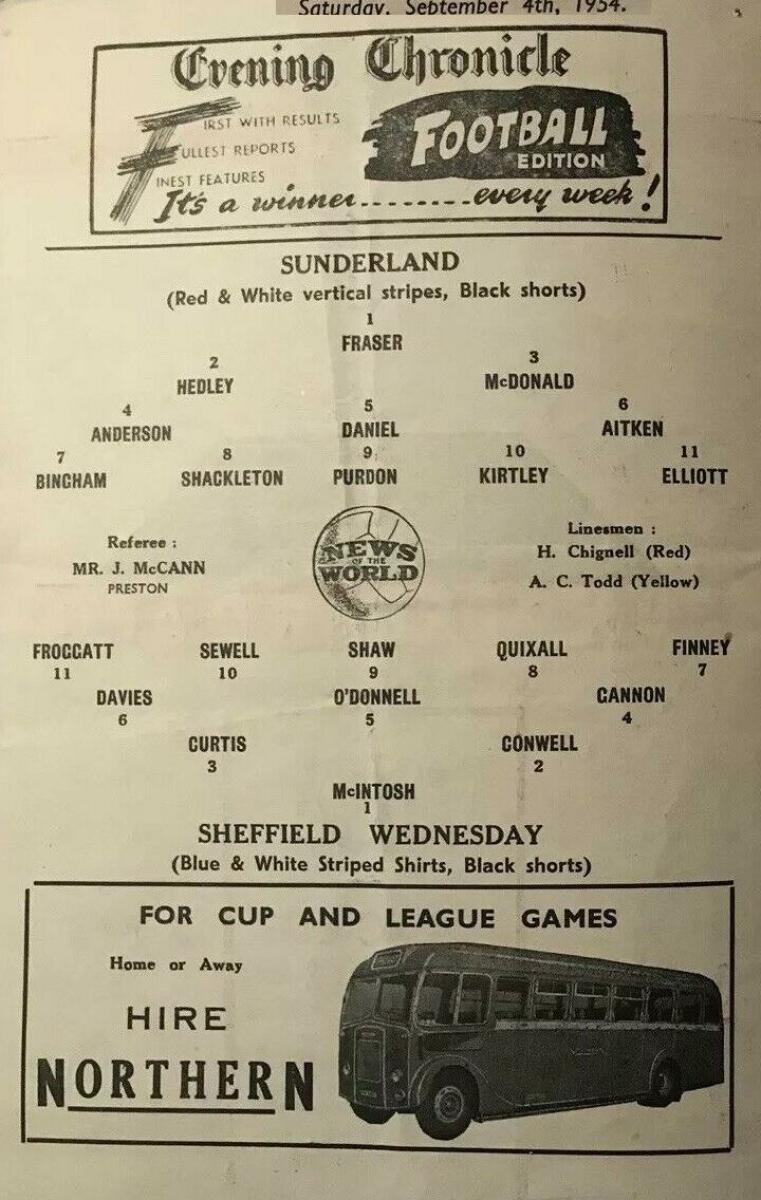 Saturday, September 4th, 1954.
Evening Chronicle
FIRST WITH RESULTS
FULLEST REPORTS
FINEST FEATURES
FOOTBALL
EDITION
It's a winner........every week!
SUNDERLAND
(Red & White vertical stripes, Black shorts)
1
FRASER
2 3
HEDLEY McDONALD
4 5 6
ANDERSON DANIEL AITKEN
7 8 9 10 11
BINGHAM SHACKLETON PURDON KIRTLEY ELLIOTT
Referee :
MR. J. McCANN
PRESTON
NEWS
OF THE
WORLD
Linesmen :
H. Chignell (Red)
A. C. Todd (Yellow)
FROGGATT SEWELL SHAW QUIXALL FINNEY
11 10 9 8 7
DAVIES O'DONNELL GANNON
6 5 4
CURTIS CONWELL
3 2
McINTOSH
1
SHEFFIELD WEDNESDAY
(Blue & White Striped Shirts, Black shorts)
FOR CUP AND LEAGUE GAMES
Home or Away
HIRE
NORTHERN